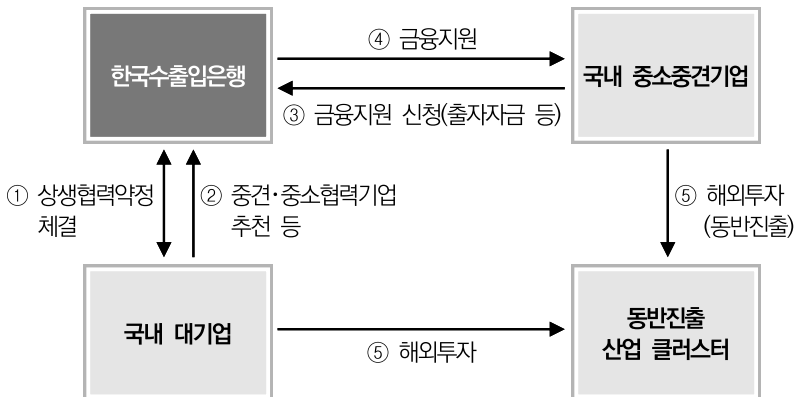 ④ 금융지원
한국수출입은행
국내 중소중견기업
③ 금융지원 신청(출자자금 등)
① 상생협력약정
체결
② 중견·중소협력기업
추천 등
⑤ 해외투자
(동반진출)
국내 대기업
⑤ 해외투자
동반진출
산업 클러스터